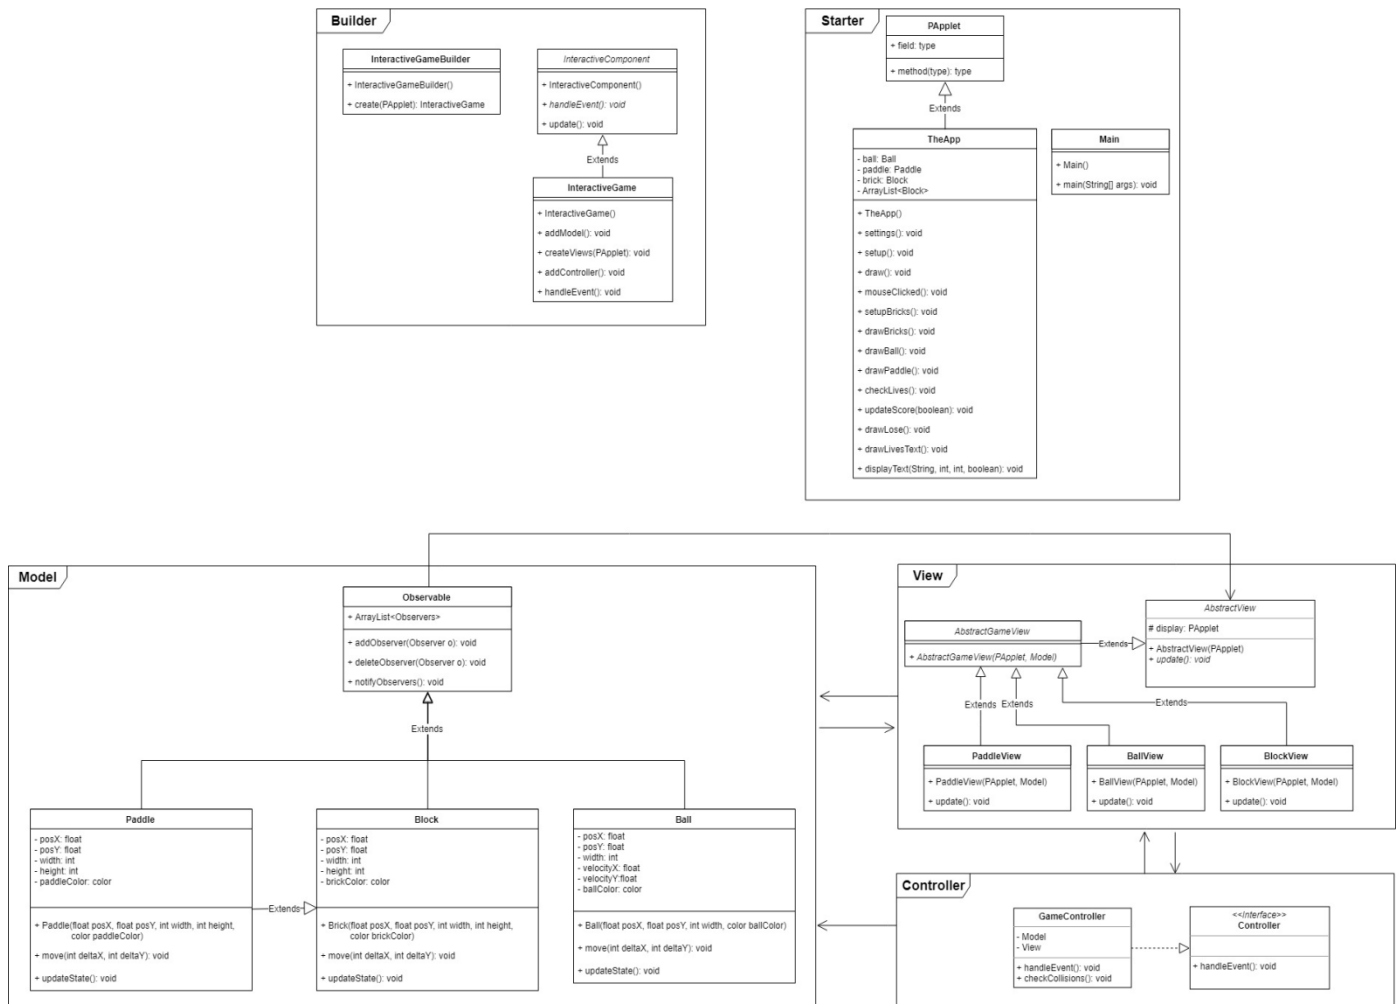 Builder
InteractiveGameBuilder
+ InteractiveGameBuilder()
+ create(PApplet): InteractiveGame
InteractiveComponent
+ InteractiveComponent()
+ handleEvent(): void
+ update(): void
Extends
InteractiveGame
+ InteractiveGame()
+ addModel(): void
+ createViews(PApplet): void
+ addController(): void
+ handleEvent(): void
Starter
PApplet
+ field: type
+ method(type): type
Extends
TheApp
- ball: Ball
- paddle: Paddle
- brick: Block
- ArrayList<Block>
+ TheApp()
+ settings(): void
+ setup(): void
+ draw(): void
+ mouseClicked(): void
+ setupBricks(): void
+ drawBricks(): void
+ drawBall(): void
+ drawPaddle(): void
+ checkLives(): void
+ updateScore(boolean): void
+ drawLose(): void
+ drawLivesText(): void
+ displayText(String, int, int, boolean): void
Main
+ Main()
+ main(String[] args): void
Model
Observable
+ ArrayList<Observers>
+ addObserver(Observer o): void
+ deleteObserver(Observer o): void
+ notifyObservers(): void
Extends
Paddle
- posX: float
- posY: float
- width: int
- height: int
- paddleColor: color
+ Paddle(float posX, float posY, int width, int height,
color paddleColor)
+ move(int deltaX, int deltaY): void
+ updateState(): void
Extends
Block
- posX: float
- posY: float
- width: int
- height: int
- brickColor: color
+ Brick(float posX, float posY, int width, int height,
color brickColor)
+ move(int deltaX, int deltaY): void
+ updateState(): void
Ball
- posX: float
- posY: float
- width: int
- velocityX: float
- velocityY:float
- ballColor: color
+ Ball(float posX, float posY, int width, color ballColor)
+ move(int deltaX, int deltaY): void
+ updateState(): void
View
AbstractGameView
+ AbstractGameView(PApplet, Model)
Extends
AbstractView
# display: PApplet
+ AbstractView(PApplet)
+ update(): void
Extends
Extends
Extends
PaddleView
+ PaddleView(PApplet, Model)
+ update(): void
BallView
+ BallView(PApplet, Model)
+ update(): void
BlockView
+ BlockView(PApplet, Model)
+ update(): void
Controller
GameController
- Model
- View
+ handleEvent(): void
+ checkCollisions(): void
<<Interface>>
Controller
+ handleEvent(): void